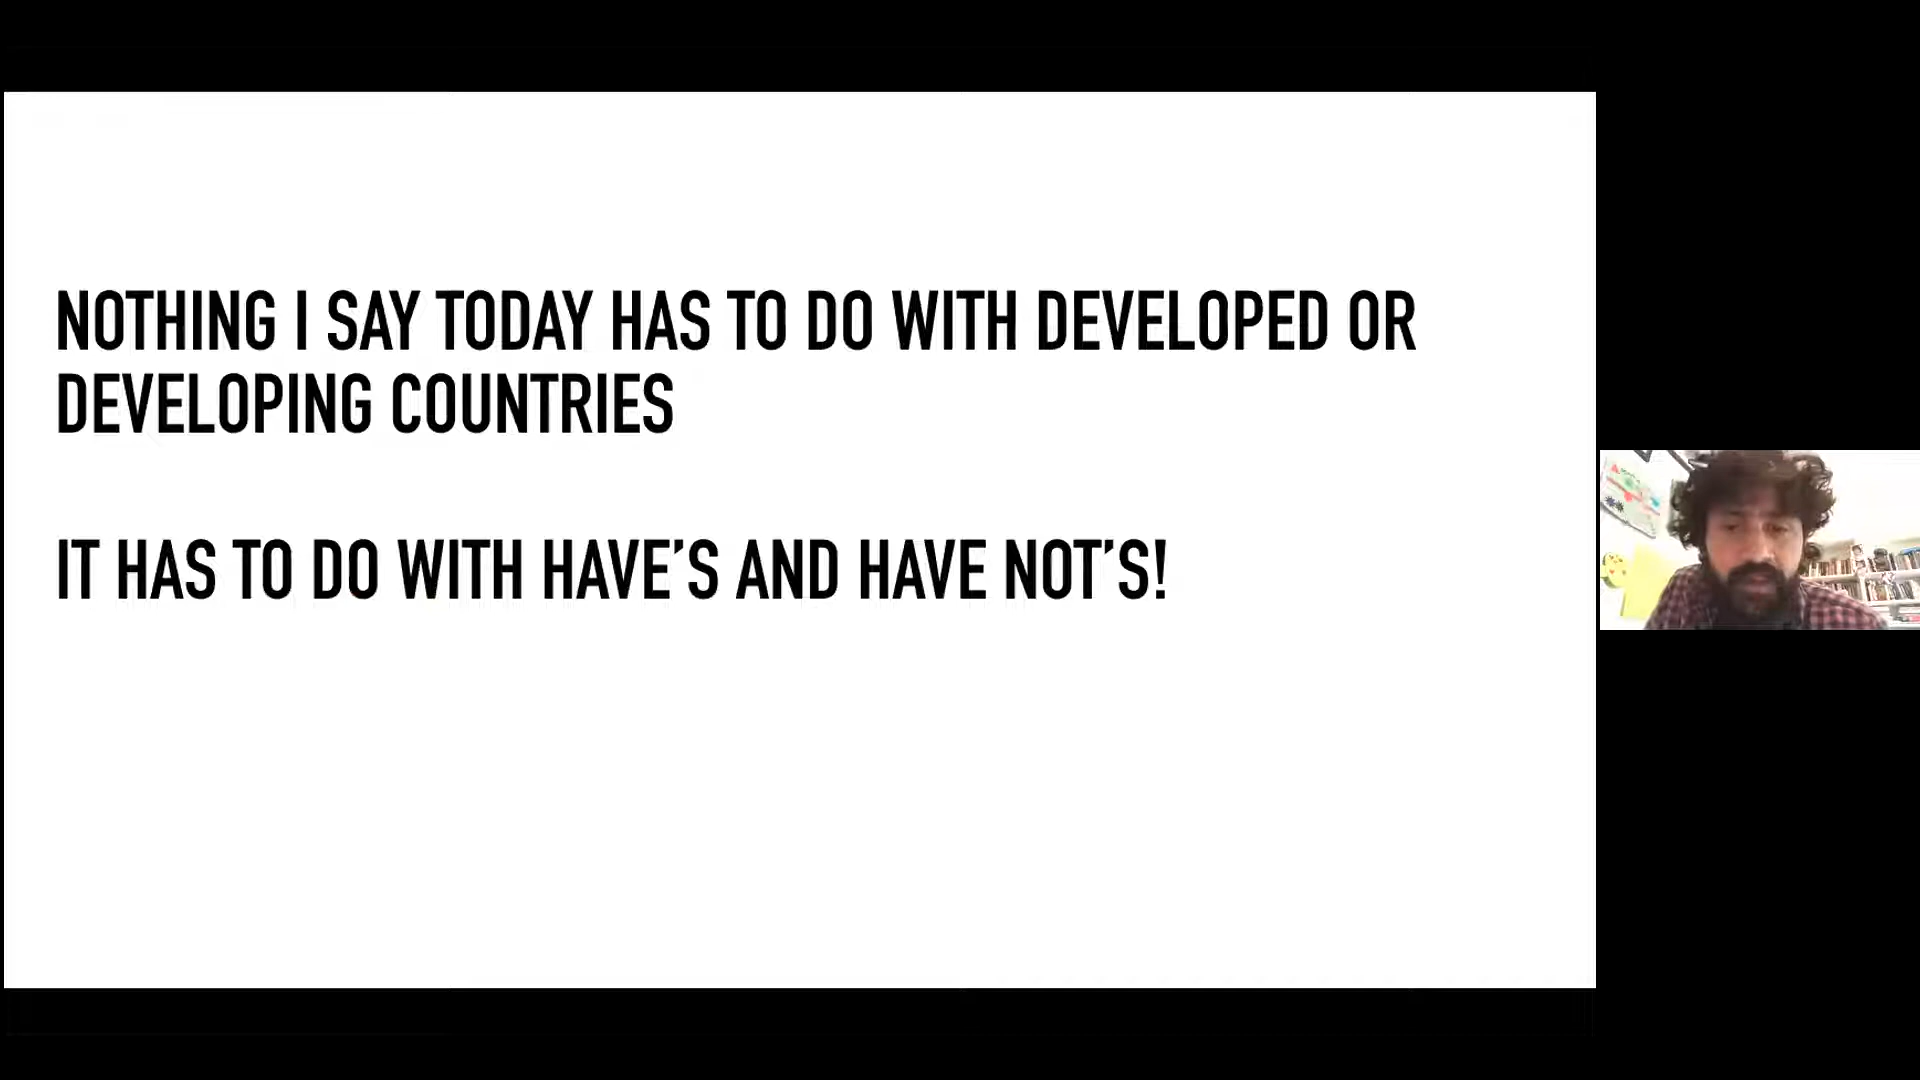 NOTHING I SAY TODAY HAS TO DO WITH DEVELOPED OR
DEVELOPING COUNTRIES
IT HAS TO DO WITH HAVE’S AND HAVE NOT’S!